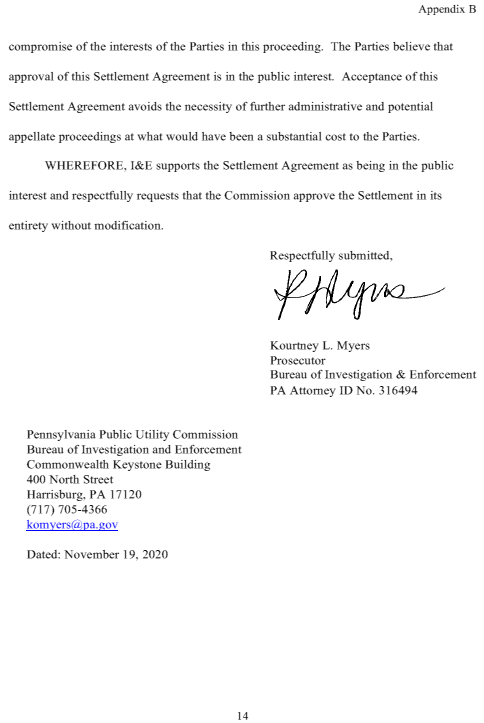 Appendix B
compromise of the interests of the Parties in this proceeding. The Parties believe that
approval of this Settlement Agreement is in the public interest. Acceptance of this
Settlement Agreement avoids the necessity of further administrative and potential
appellate proceedings at what would have been a substantial cost to the Parties.
WHEREFORE, I&E supports the Settlement Agreement as being in the public
interest and respectfully requests that the Commission approve the Settlement in its
entirety without modification.
Respectfully submitted,
Kourtney L. Myers
Prosecutor
Bureau of Investigation & Enforcement
PA Attorney ID No. 316494
Pennsylvania Public Utility Commission
Bureau of Investigation and Enforcement
Commonwealth Keystone Building
400 North Street
Harrisburg, PA 17120
(717) 705-4366
komyers@pa.gov
Dated: November 19, 2020
14